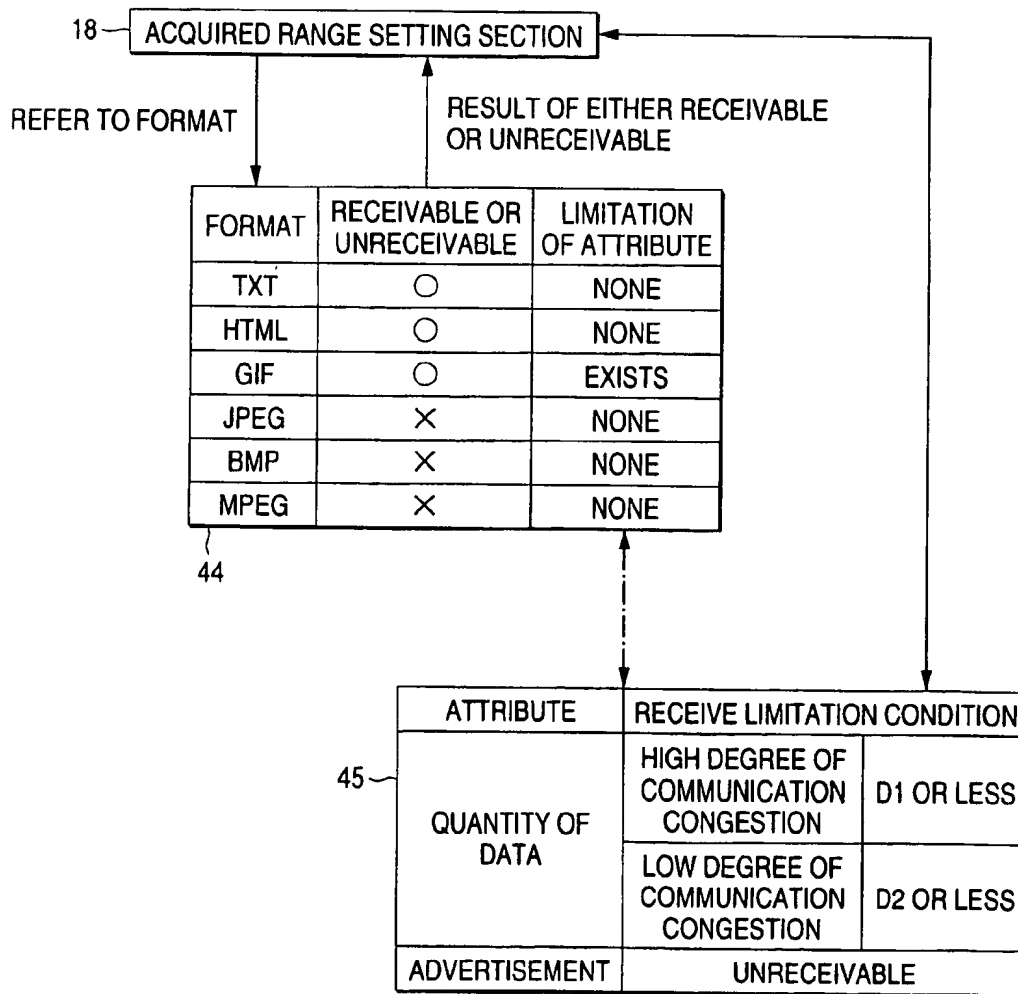 18 ACQUIRED RANGE SETTING SECTION
REFER TO FORMAT
RESULT OF EITHER RECEIVABLE
OR UNRECEIVABLE
FORMAT
RECEIVABLE OR
UNRECEIVABLE
LIMITATION
OF ATTRIBUTE
TXT ○ NONE
HTML ○ NONE
GIF ○ EXISTS
JPEG × NONE
BMP × NONE
MPEG × NONE
44
ATTRIBUTE RECEIVE LIMITATION CONDITION
45
QUANTITY OF
DATA
HIGH DEGREE OF
COMMUNICATION
CONGESTION
D1 OR LESS
LOW DEGREE OF
COMMUNICATION
CONGESTION
D2 OR LESS
ADVERTISEMENT UNRECEIVABLE